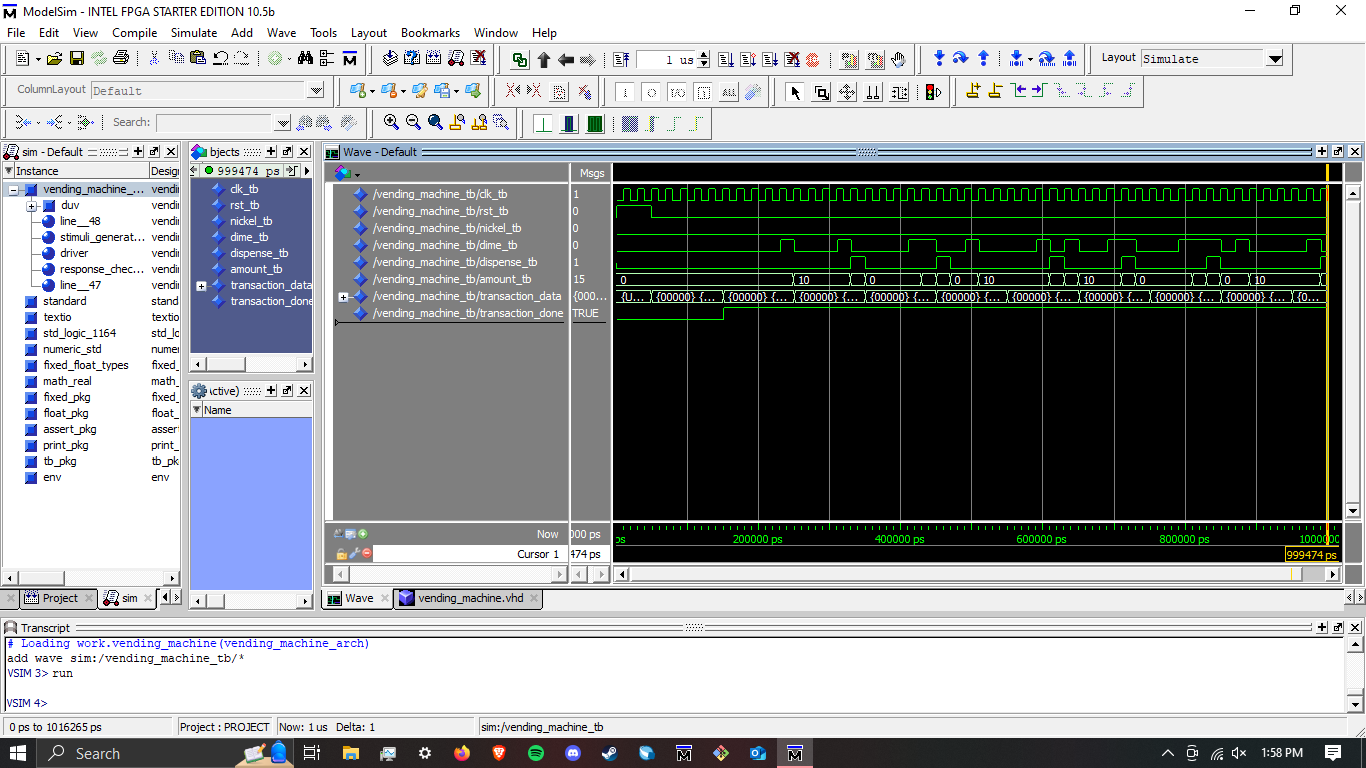 ModelSim - INTEL FPGA STARTER EDITION 10.5b
File Edit View Compile Simulate Add Wave Tools Layout Bookmarks Window Help
1 us
Layout Simulate
ColumnLayout Default
ALL
Search:
sim - Default
Instance Design
vending_machine_... vendin
duv vendin
line__48 vendin
stimuli_generat... vendin
driver vendin
response_chec... vendin
line__47 vendin
standard standa
textio textio
std_logic_1164 std_lo
numeric_std numer
fixed_float_types fixed_
math_real math_
fixed_pkg fixed_
float_pkg float_
assert_pkg assert
print_pkg print_
tb_pkg tb_pk
env env
Project sim
bjects
999474 ps
clk_tb
rst_tb
nickel_tb
dime_tb
dispense_tb
amount_tb
transaction_data
transaction_done
ctive)
Name
Wave - Default
Msgs
/vending_machine_tb/clk_tb 1
/vending_machine_tb/rst_tb 0
/vending_machine_tb/nickel_tb 0
/vending_machine_tb/dime_tb 0
/vending_machine_tb/dispense_tb 1
/vending_machine_tb/amount_tb 15 0 10 0 0 10 10 0 0 10
/vending_machine_tb/transaction_data {000... {U... {00000} {... {00000} {... {00000} {... {00000} {... {00000} {... {00000} {... {00000} {... {00000} {... {00000} {... {0...
/vending_machine_tb/transaction_done TRUE
Now 000 ps ps 200000 ps 400000 ps 600000 ps 800000 ps 1000000
Cursor 1 474 ps 999474 ps
Wave vending_machine.vhd
Transcript
# Loading work.vending_machine(vending_machine_arch)
add wave sim:/vending_machine_tb/*
VSIM 3> run
VSIM 4>
0 ps to 1016265 ps Project : PROJECT Now: 1 us Delta: 1 sim:/vending_machine_tb
Search 1:58 PM